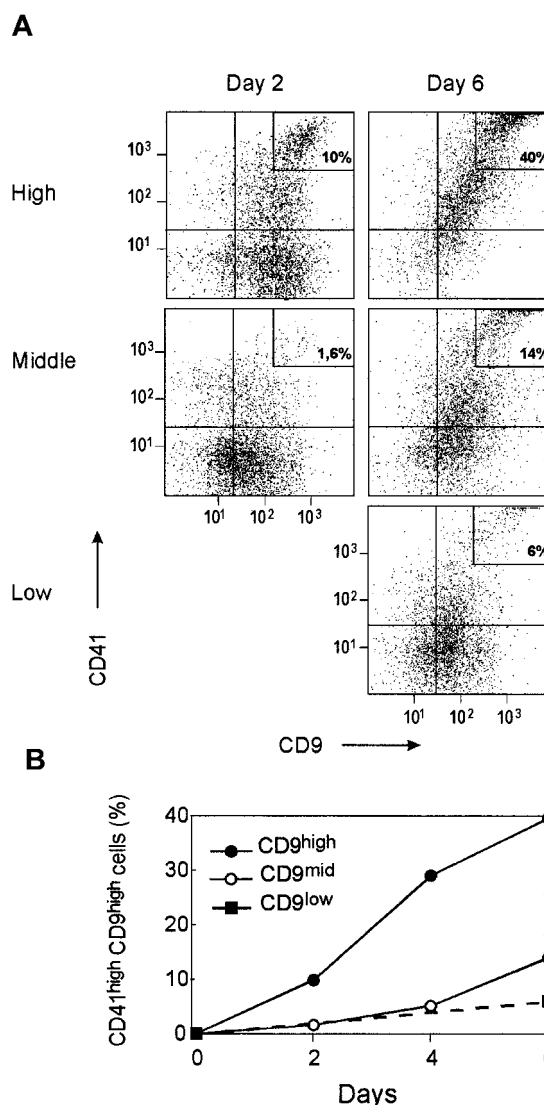 A
Day 2 Day 6
High
10³
10²
10¹
10%
40%
Middle
10³
10²
10¹
1,6%
14%
10¹ 10² 10³
Low
10³
10²
10¹
6%
10¹ 10² 10³
CD41
CD9
B
CD41high CD9high cells (%)
40
30
20
10
0
CD9high
CD9mid
CD9low
0 2 4
Days